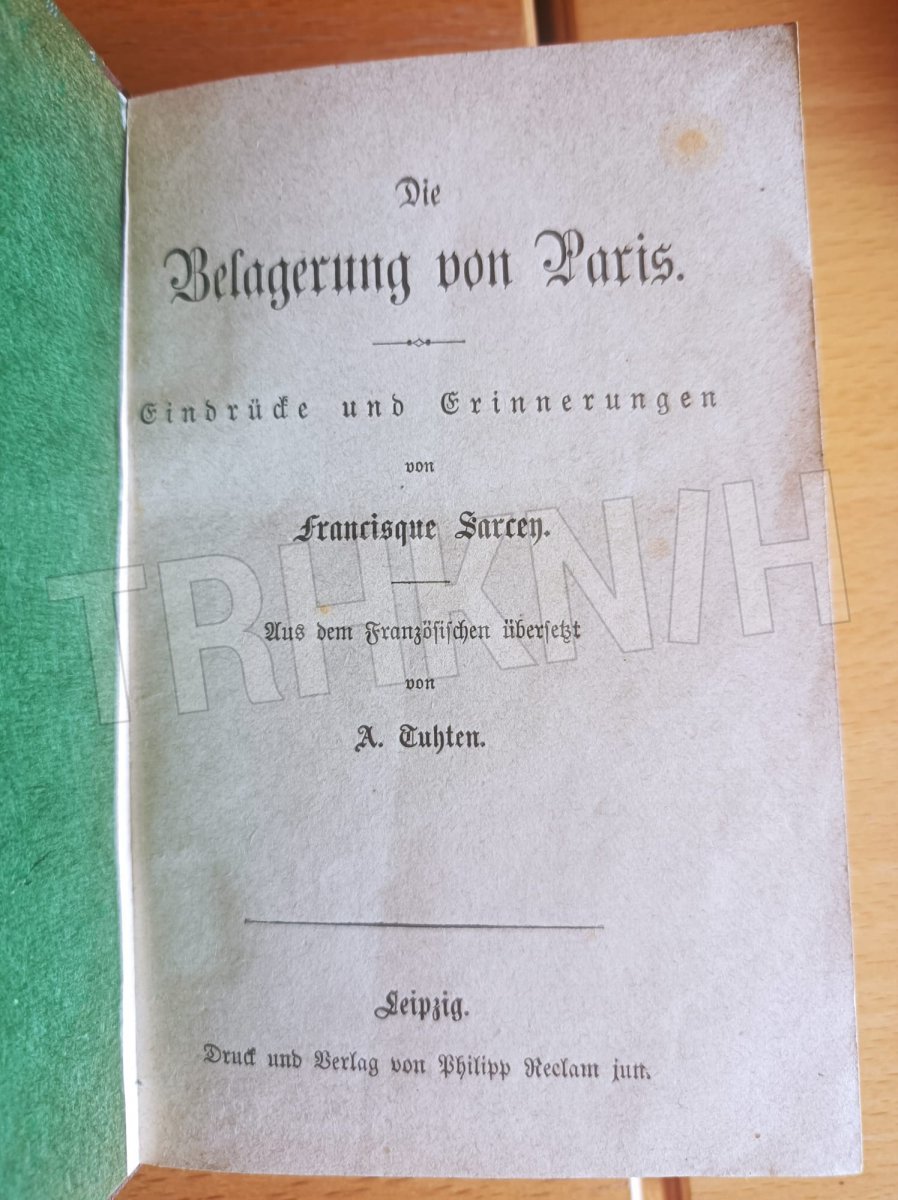 Die
Belagerung von Paris.
Eindrücke und Erinnerungen
von
Francisque Sarcey.
Aus dem Französischen übersetzt
von
A. Tuhten.
Leipzig.
Druck und Verlag von Philipp Reclam jun.
TRHKN/H